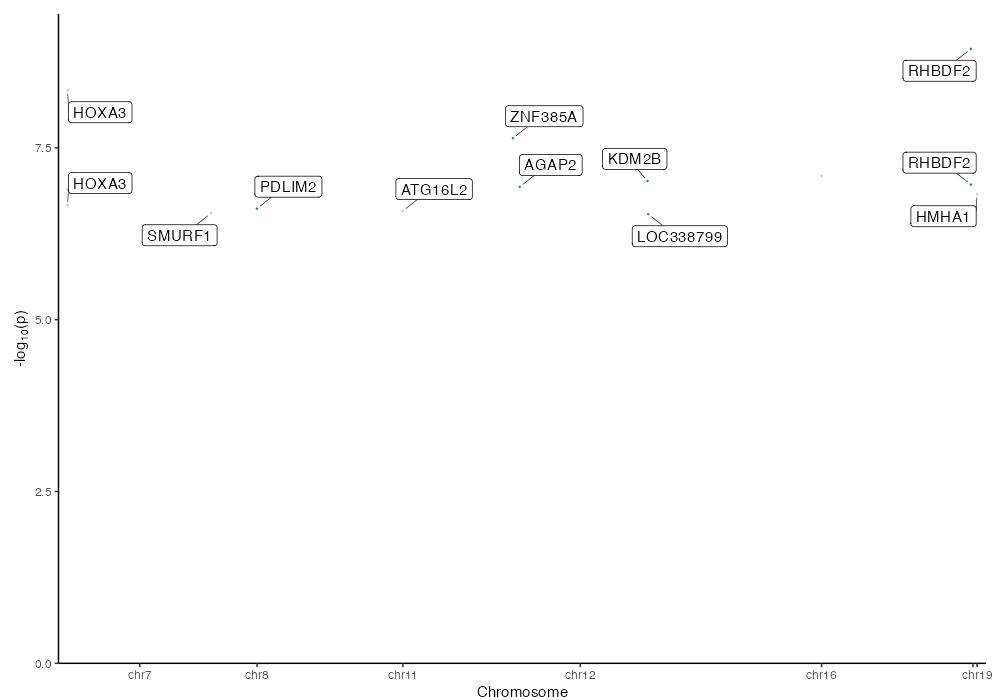 RHBDF2
HOXA3
ZNF385A
7.5
KDM2B
RHBDF2
AGAP2
HOXA3
PDLIM2
ATG16L2
HMHA1
SMURF1
LOC338799
5.0
-log10(p)
2.5
0.0
chr7 chr8 chr11 chr12 chr16 chr19
Chromosome